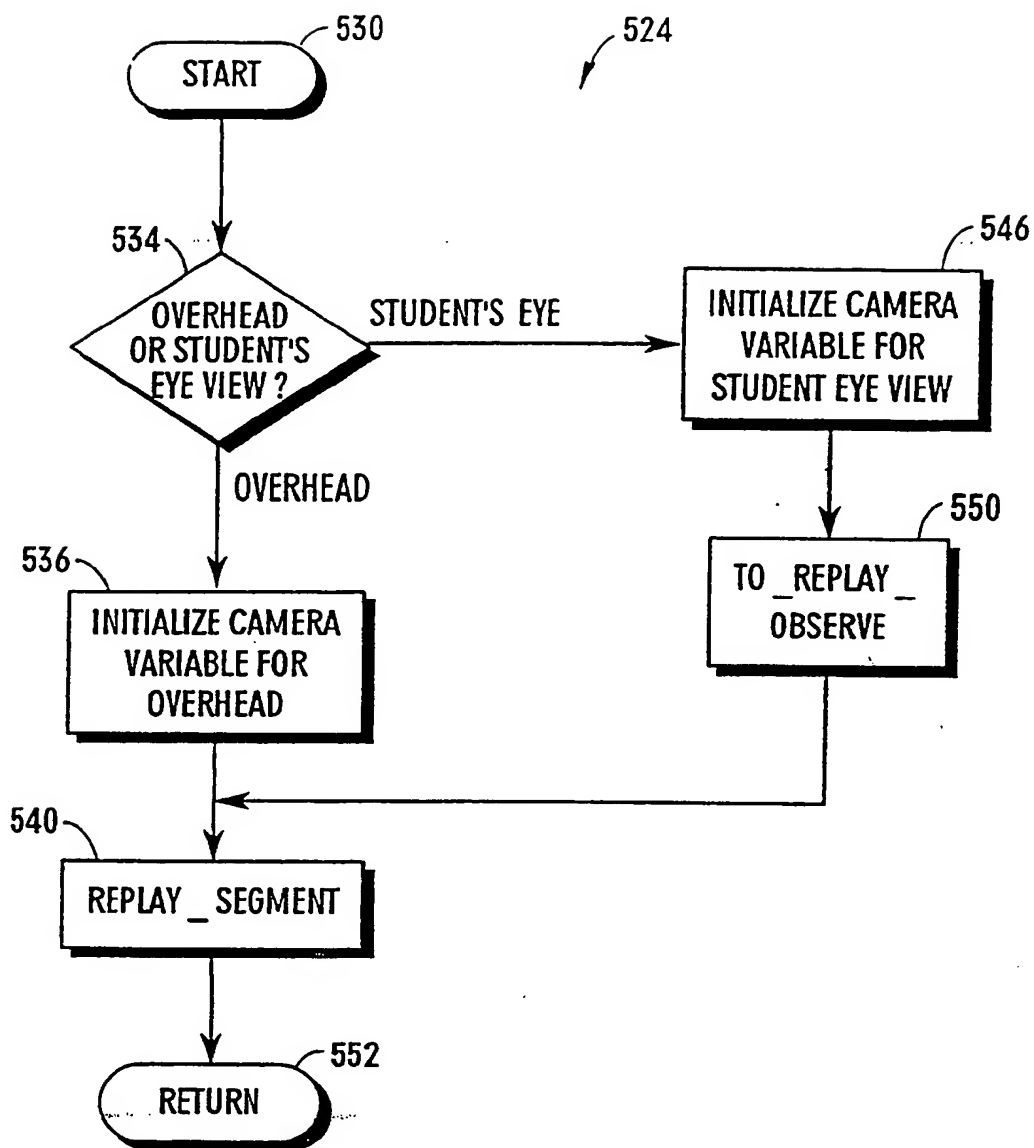 530
START
524
534
OVERHEAD
OR STUDENT'S
EYE VIEW ?
STUDENT'S EYE
546
INITIALIZE CAMERA
VARIABLE FOR
STUDENT EYE VIEW
OVERHEAD
550
TO _REPLAY_
OBSERVE
536
INITIALIZE CAMERA
VARIABLE FOR
OVERHEAD
540
REPLAY _ SEGMENT
552
RETURN